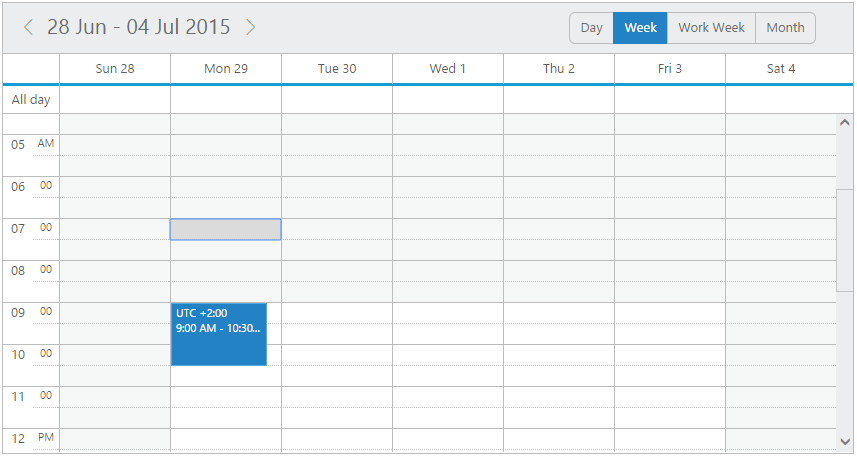 28 Jun - 04 Jul 2015
Day Week Work Week Month
Sun 28 Mon 29 Tue 30 Wed 1 Thu 2 Fri 3 Sat 4
All day
05 AM
06 00
07 00
08 00
09 00
UTC +2:00
9:00 AM - 10:30...
10 00
11 00
12 PM